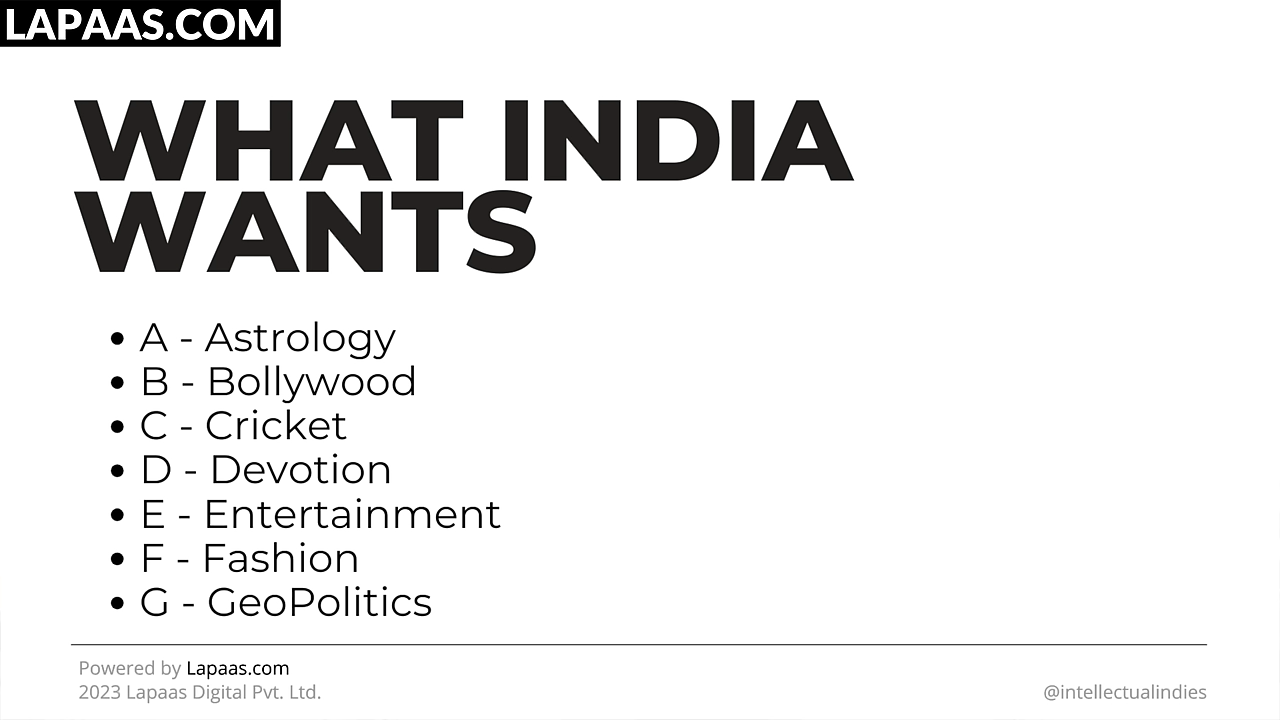 LAPAAS.COM
WHAT INDIA
WANTS
• A - Astrology
• B - Bollywood
• C - Cricket
• D - Devotion
• E - Entertainment
• F - Fashion
• G - GeoPolitics
Powered by Lapaas.com
2023 Lapaas Digital Pvt. Ltd.
@intellectualindies